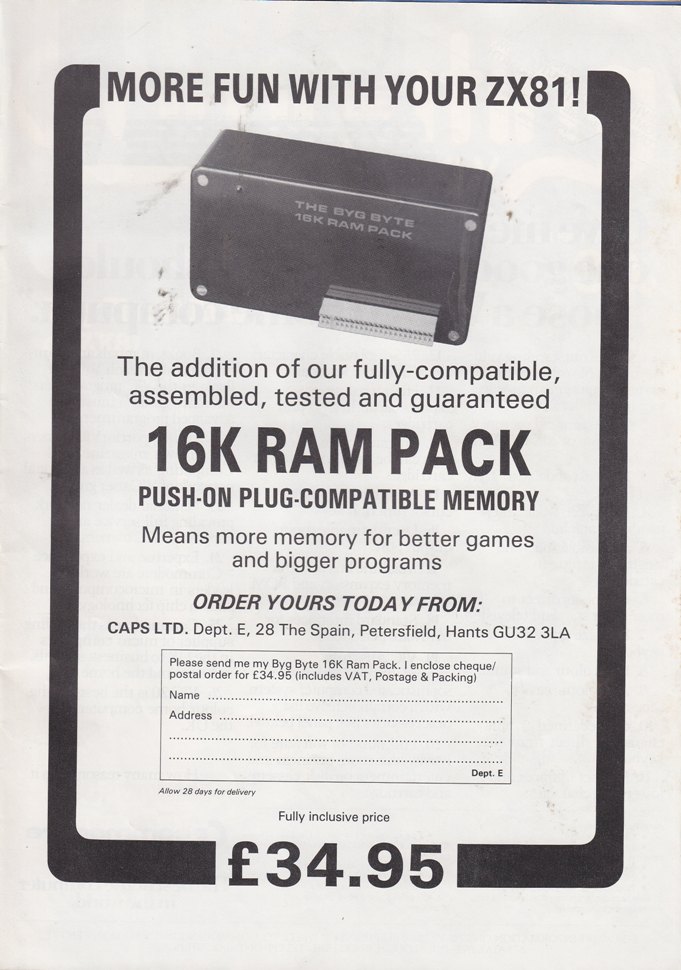 MORE FUN WITH YOUR ZX81!
THE BYG BYTE
16K RAM PACK
The addition of our fully-compatible,
assembled, tested and guaranteed
16K RAM PACK
PUSH-ON PLUG-COMPATIBLE MEMORY
Means more memory for better games
and bigger programs
ORDER YOURS TODAY FROM:
CAPS LTD. Dept. E, 28 The Spain, Petersfield, Hants GU32 3LA
Please send me my Byg Byte 16K Ram Pack. I enclose cheque/
postal order for £34.95 (includes VAT, Postage & Packing)
Name
Address
Dept. E
Allow 28 days for delivery
Fully inclusive price
£34.95